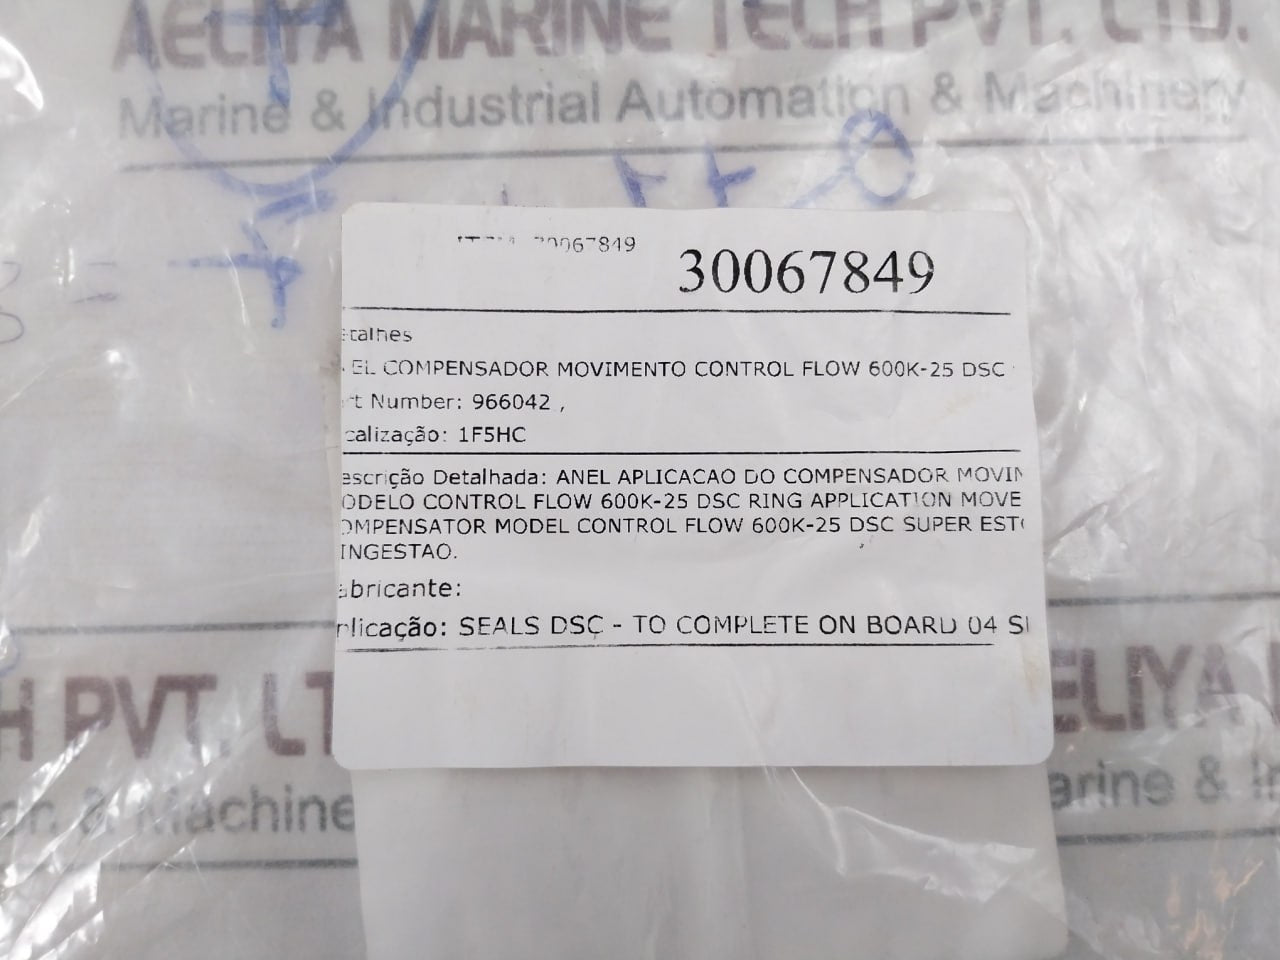 AELIYA MARINE TECH PVT. LTD.
Marine & Industrial Automation & Machinery
30067849
30067849
etalhes
EL COMPENSADOR MOVIMENTO CONTROL FLOW 600K-25 DSC
rt Number: 966042 ,
calização: 1F5HC
escrição Detalhada: ANEL APLICACAO DO COMPENSADOR MOVIM
ODELO CONTROL FLOW 600K-25 DSC RING APPLICATION MOVE
OMPENSATOR MODEL CONTROL FLOW 600K-25 DSC SUPER EST
INGESTAO.
abricante:
plicação: SEALS DSC - TO COMPLETE ON BOARD 04 S
H PVT. LT
ELIYA
& Machine
arine & In